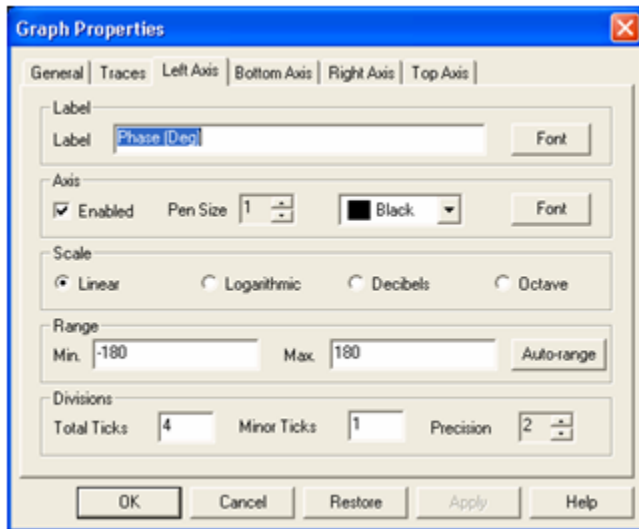 Graph Properties
General Traces Left Axis Bottom Axis Right Axis Top Axis
Label
Label Phase (Deg) Font
Axis
Enabled Pen Size 1 Black Font
Scale
Linear Logarithmic Decibels Octave
Range
Min. -180 Max. 180 Auto-range
Divisions
Total Ticks 4 Minor Ticks 1 Precision 2
OK Cancel Restore Apply Help